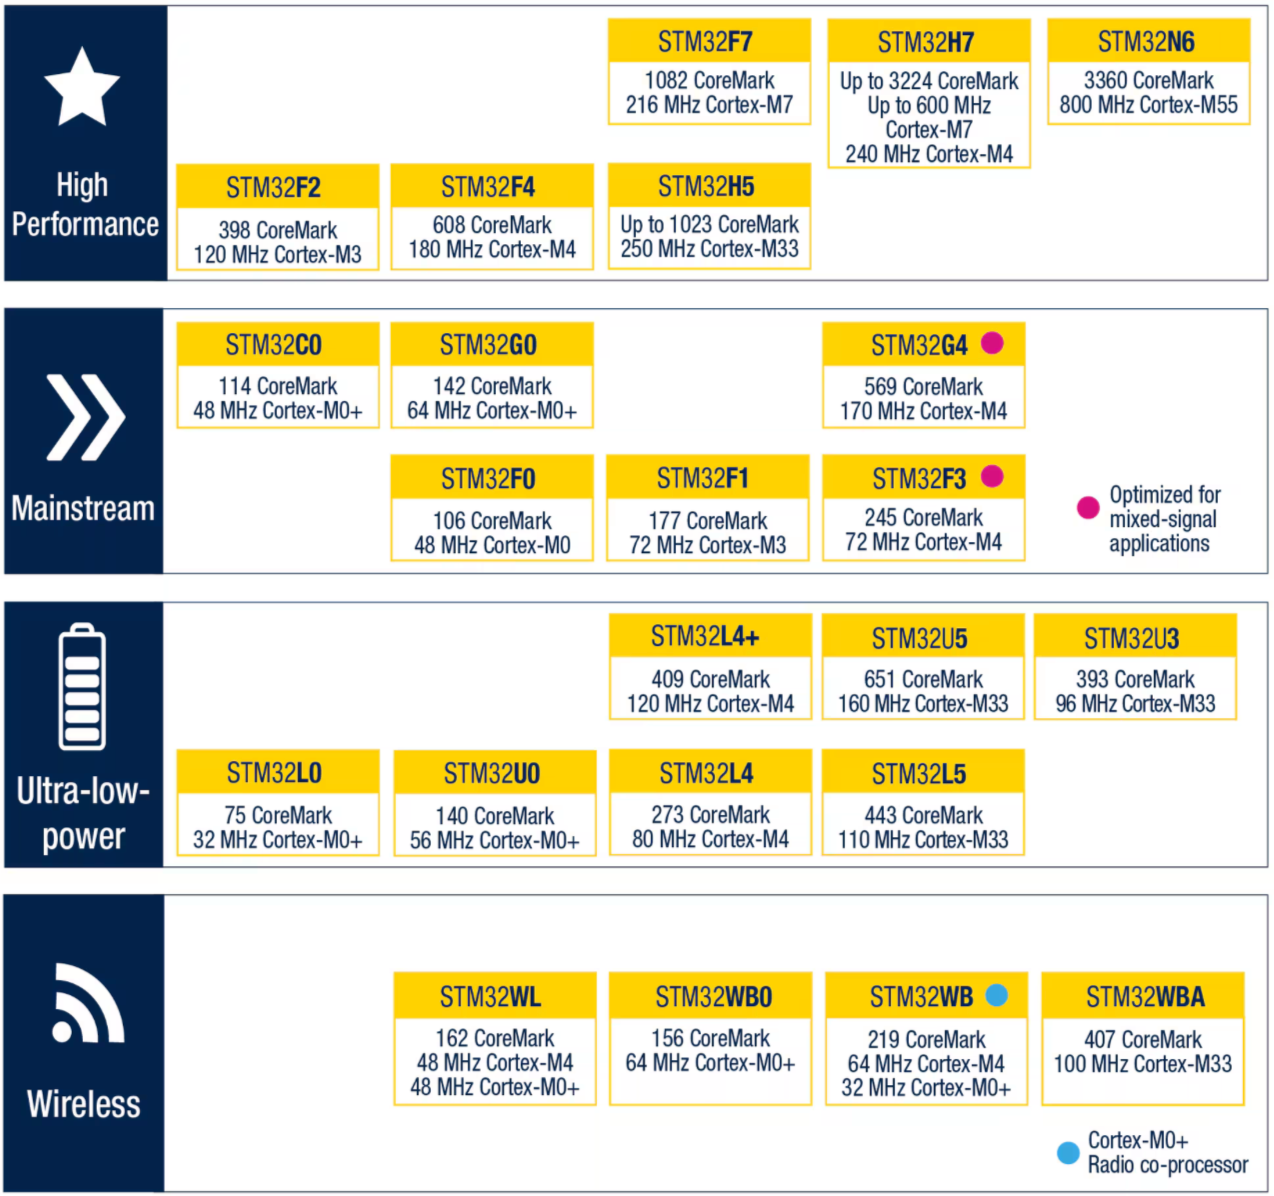 High
Performance
STM32F7
1082 CoreMark
216 MHz Cortex-M7
STM32H7
Up to 3224 CoreMark
Up to 600 MHz
Cortex-M7
240 MHz Cortex-M4
STM32N6
3360 CoreMark
800 MHz Cortex-M55
STM32F2
398 CoreMark
120 MHz Cortex-M3
STM32F4
608 CoreMark
180 MHz Cortex-M4
STM32H5
Up to 1023 CoreMark
250 MHz Cortex-M33
Mainstream
STM32C0
114 CoreMark
48 MHz Cortex-M0+
STM32G0
142 CoreMark
64 MHz Cortex-M0+
STM32G4
569 CoreMark
170 MHz Cortex-M4
STM32F0
106 CoreMark
48 MHz Cortex-M0
STM32F1
177 CoreMark
72 MHz Cortex-M3
STM32F3
245 CoreMark
72 MHz Cortex-M4
Optimized for
mixed-signal
applications
Ultra-low-
power
STM32L4+
409 CoreMark
120 MHz Cortex-M4
STM32U5
651 CoreMark
160 MHz Cortex-M33
STM32U3
393 CoreMark
96 MHz Cortex-M33
STM32L0
75 CoreMark
32 MHz Cortex-M0+
STM32U0
140 CoreMark
56 MHz Cortex-M0+
STM32L4
273 CoreMark
80 MHz Cortex-M4
STM32L5
443 CoreMark
110 MHz Cortex-M33
Wireless
STM32WL
162 CoreMark
48 MHz Cortex-M4
48 MHz Cortex-M0+
STM32WB0
156 CoreMark
64 MHz Cortex-M0+
STM32WB
219 CoreMark
64 MHz Cortex-M4
32 MHz Cortex-M0+
STM32WBA
407 CoreMark
100 MHz Cortex-M33
Cortex-M0+
Radio co-processor